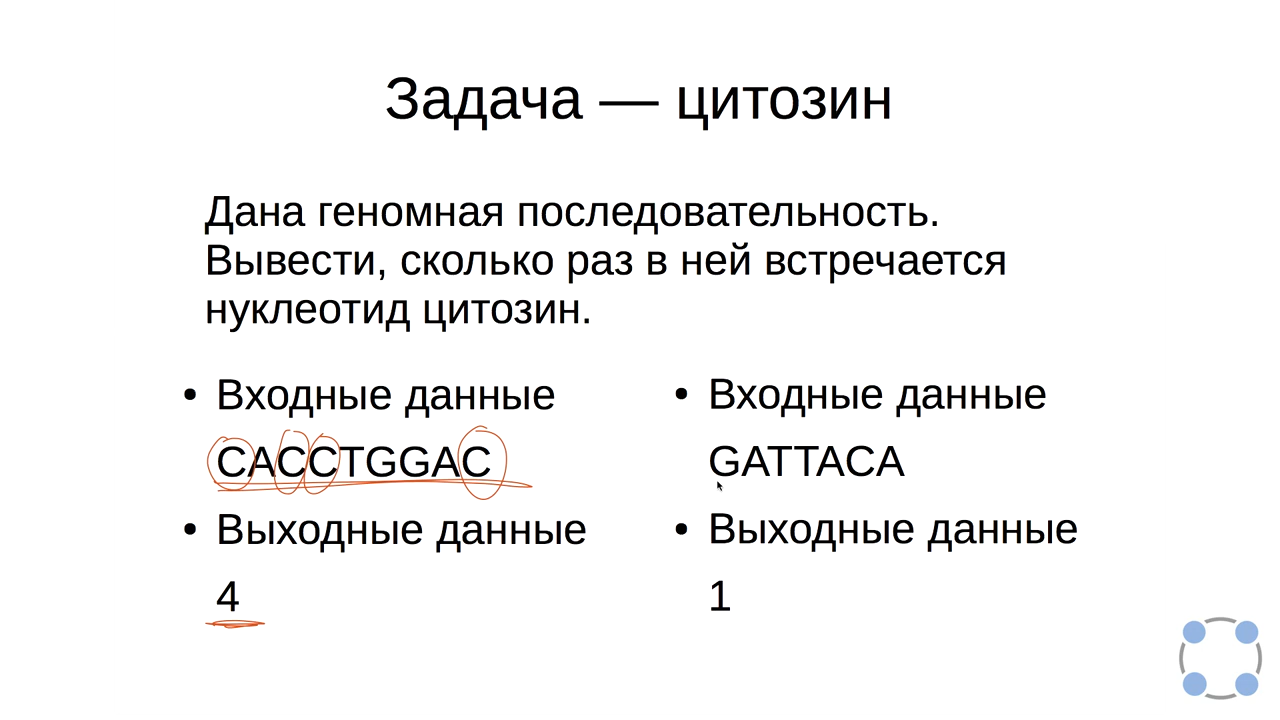 Задача — цитозин
Дана геномная последовательность.
Вывести, сколько раз в ней встречается
нуклеотид цитозин.
• Входные данные
CACCTGGAC
• Выходные данные
4
• Входные данные
GATTACA
• Выходные данные
1